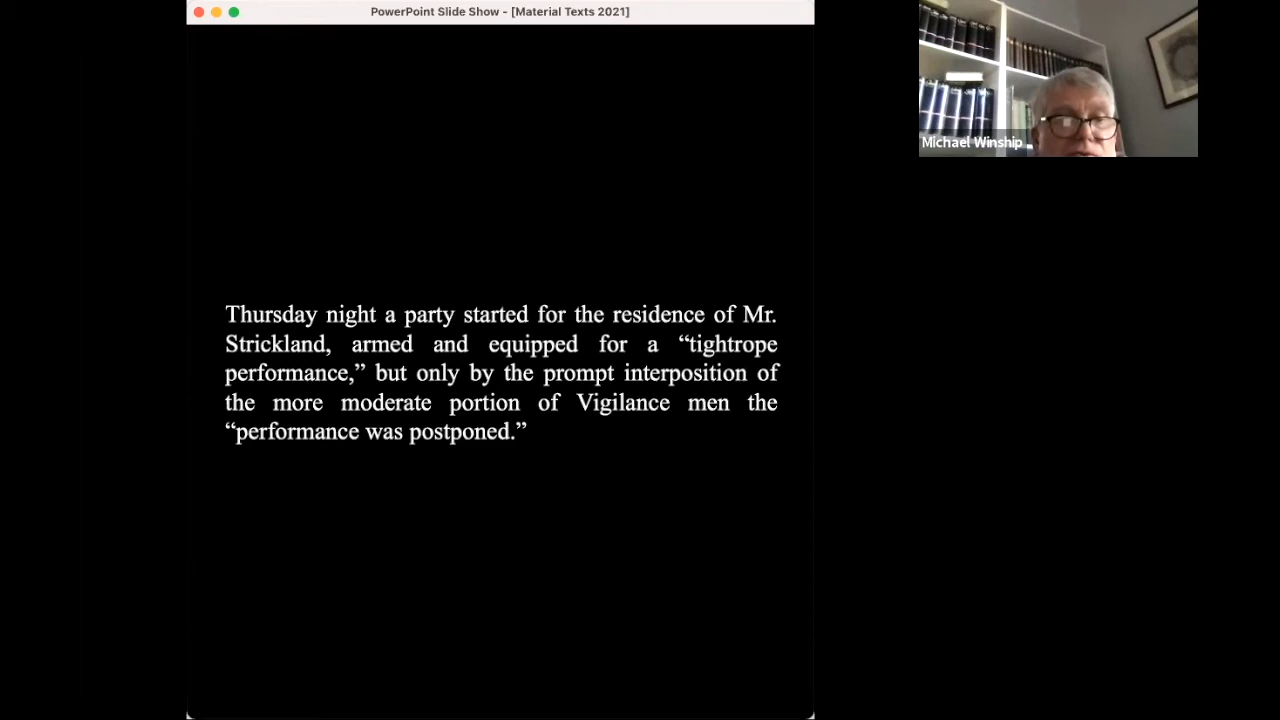 PowerPoint Slide Show - [Material Texts 2021]
Michael Winship
Thursday night a party started for the residence of Mr.
Strickland, armed and equipped for a “tightrope
performance,” but only by the prompt interposition of
the more moderate portion of Vigilance men the
“performance was postponed.”